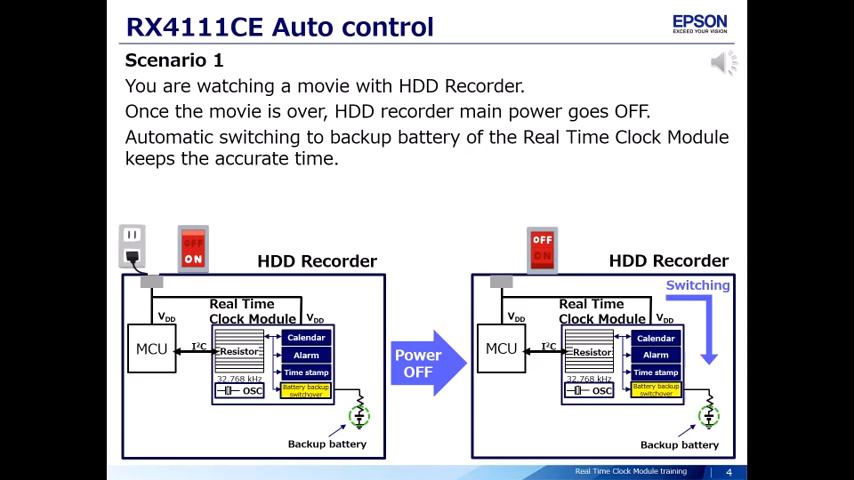 RX4111CE Auto control
EPSON
EXCEED YOUR VISION
Scenario 1
You are watching a movie with HDD Recorder.
Once the movie is over, HDD recorder main power goes OFF.
Automatic switching to backup battery of the Real Time Clock Module
keeps the accurate time.
OFF
ON
HDD Recorder
Real Time
Clock Module
VDD
VDD
MCU
I²C
Resistor
Calendar
Alarm
Time stamp
32.768 kHz
OSC
Battery backup
switchover
Backup battery
Power
OFF
OFF
ON
HDD Recorder
Switching
Real Time
Clock Module
VDD
VDD
MCU
I²C
Resistor
Calendar
Alarm
Time stamp
32.768 kHz
OSC
Battery backup
switchover
Backup battery
Real Time Clock Module training
4